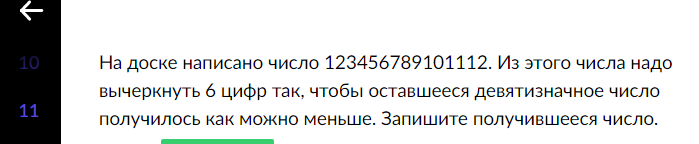 10
На доске написано число 123456789101112. Из этого числа надо
вычеркнуть 6 цифр так, чтобы оставшееся девятизначное число
11
получилось как можно меньше. Запишите получившееся число.